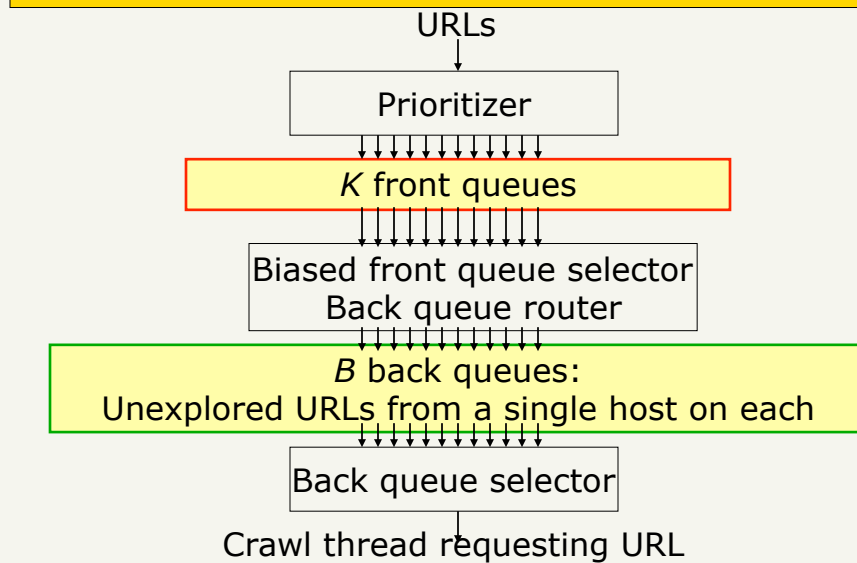 URLs
Prioritizer
K front queues
Biased front queue selector
Back queue router
B back queues:
Unexplored URLs from a single host on each
Back queue selector
Crawl thread requesting URL